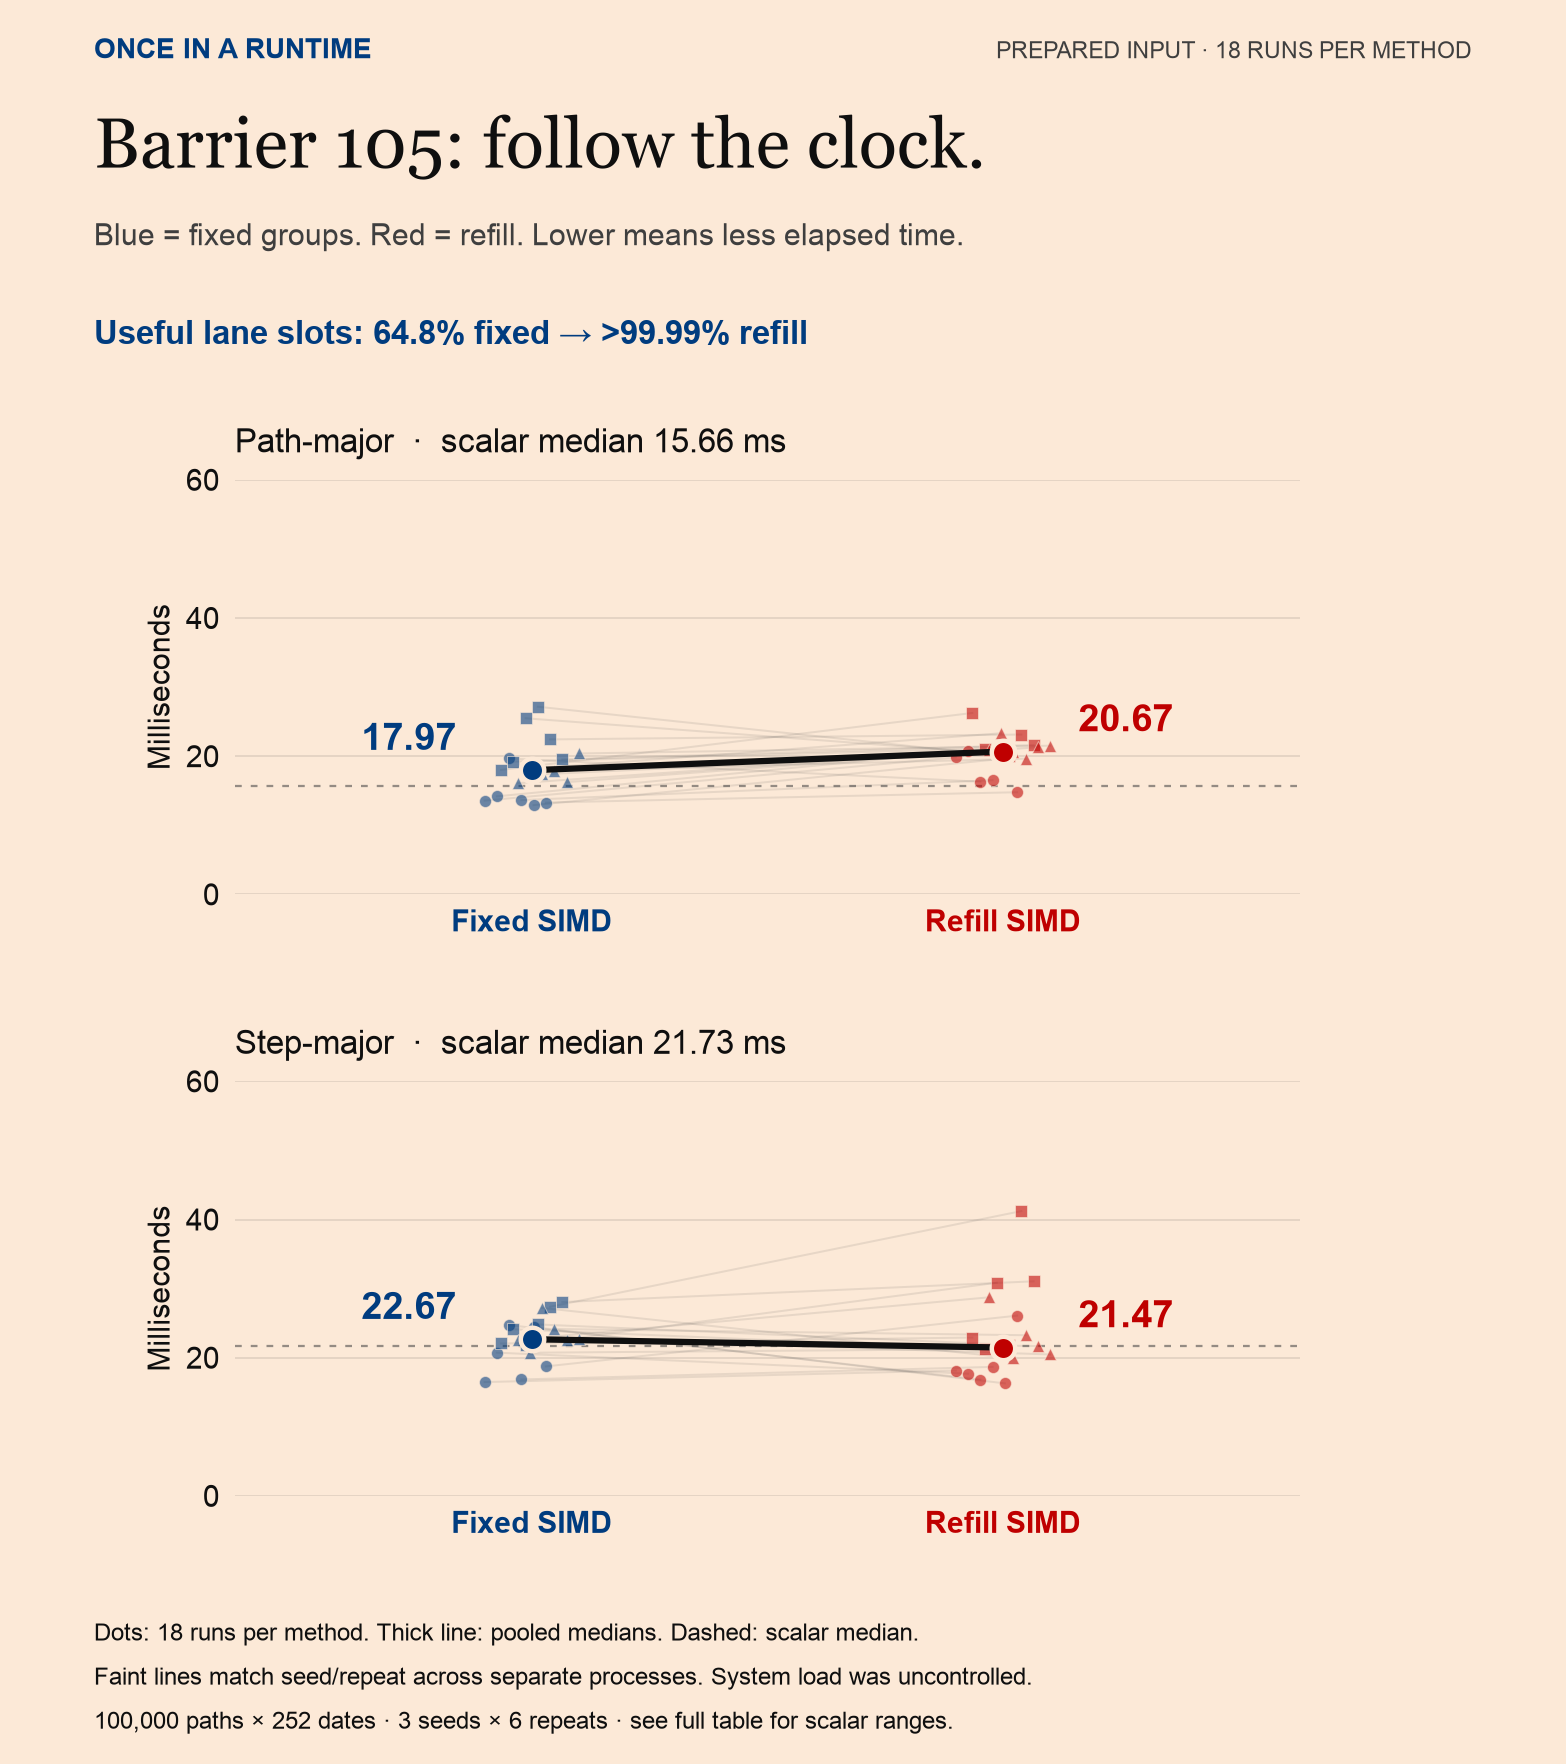 ONCE IN A RUNTIME
PREPARED INPUT · 18 RUNS PER METHOD
Barrier 105: follow the clock.
Blue = fixed groups. Red = refill. Lower means less elapsed time.
Useful lane slots: 64.8% fixed → >99.99% refill
Path-major · scalar median 15.66 ms
60
40
20
0
Milliseconds
17.97
20.67
Fixed SIMD
Refill SIMD
Step-major · scalar median 21.73 ms
60
40
20
0
Milliseconds
22.67
21.47
Fixed SIMD
Refill SIMD
Dots: 18 runs per method. Thick line: pooled medians. Dashed: scalar median.
Faint lines match seed/repeat across separate processes. System load was uncontrolled.
100,000 paths × 252 dates · 3 seeds × 6 repeats · see full table for scalar ranges.